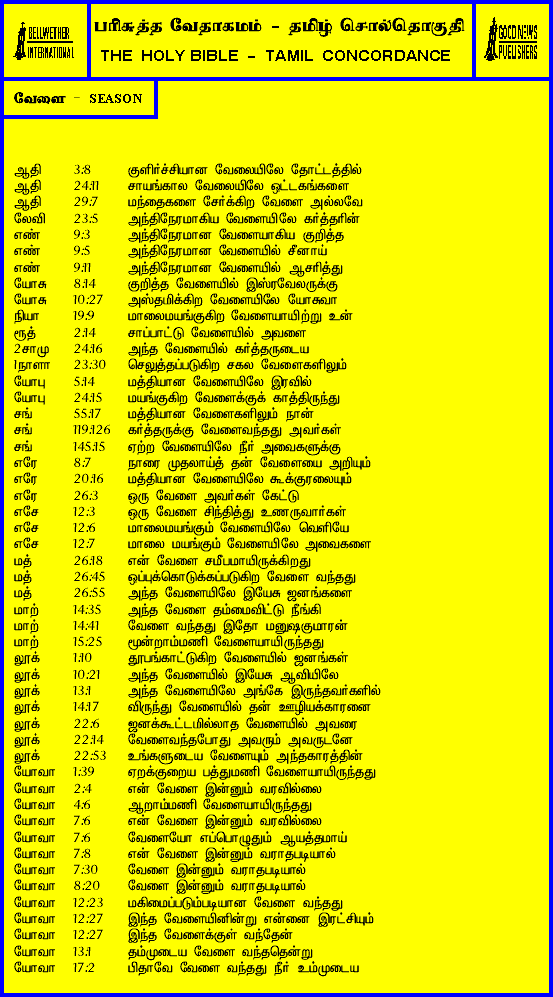 BELLWETHER
INTERNATIONAL
பரிசுத்த வேதாகமம் - தமிழ் சொல்தொகுதி
THE HOLY BIBLE - TAMIL CONCORDANCE
GOOD NEWS
PUBLISHERS
வேளை - SEASON
ஆதி 3:8 குளிர்ச்சியான வேலையிலே தோட்டத்தில்
ஆதி 24:11 சாயங்கால வேலையிலே ஒட்டகங்களை
ஆதி 29:7 மந்தைகளை சேர்க்கிற வேளை அல்லவே
லேவி 23:5 அந்திநேரமாகிய வேளையிலே கர்த்தரின்
எண் 9:3 அந்திநேரமான வேளையாகிய குறித்த
எண் 9:5 அந்திநேரமான வேளையில் சீனாய்
எண் 9:11 அந்திநேரமான வேளையில் ஆசரித்து
யோசு 8:14 குறித்த வேளையில் இஸ்ரவேலருக்கு
யோசு 10:27 அஸ்தமிக்கிற வேளையிலே யோசுவா
நியா 19:9 மாலைமயங்குகிற வேளையாயிற்று உன்
ரூத் 2:14 சாப்பாட்டு வேளையில் அவளை
2சாமு 24:16 அந்த வேளையில் கர்த்தருடைய
1நாளா 23:30 செலுத்தப்படுகிற சகல வேளைகளிலும்
யோபு 5:14 மத்தியான வேளையிலே இரவில்
யோபு 24:15 மயங்குகிற வேளைக்குக் காத்திருந்து
சங் 55:17 மத்தியான வேளைகளிலும் நான்
சங் 119:126 கர்த்தருக்கு வேளைவந்தது அவர்கள்
சங் 145:15 ஏற்ற வேளையிலே நீர் அவைகளுக்கு
எரே 8:7 நாரை முதலாய்த் தன் வேளையை அறியும்
எரே 20:16 மத்தியான வேளையிலே கூக்குரலையும்
எரே 26:3 ஒரு வேளை அவர்கள் கேட்டு
எசே 12:3 ஒரு வேளை சிந்தித்து உணருவார்கள்
எசே 12:6 மாலைமயங்கும் வேளையிலே வெளியே
எசே 12:7 மாலை மயங்கும் வேளையிலே அவைகளை
மத் 26:18 என் வேளை சமீபமாயிருக்கிறது
மத் 26:45 ஒப்புக்கொடுக்கப்படுகிற வேளை வந்தது
மத் 26:55 அந்த வேளையிலே இயேசு ஜனங்களை
மாற் 14:35 அந்த வேளை தம்மைவிட்டு நீங்கி
மாற் 14:41 வேளை வந்தது இதோ மனுஷகுமாரன்
மாற் 15:25 மூன்றாம்மணி வேளையாயிருந்தது
லூக் 1:10 தூபங்காட்டுகிற வேளையில் ஜனங்கள்
லூக் 10:21 அந்த வேளையில் இயேசு ஆவியிலே
லூக் 13:1 அந்த வேளையிலே அங்கே இருந்தவர்களில்
லூக் 14:17 விருந்து வேளையில் தன் ஊழியக்காரனை
லூக் 22:6 ஜனக்கூட்டமில்லாத வேளையில் அவரை
லூக் 22:14 வேளைவந்தபோது அவரும் அவருடனே
லூக் 22:53 உங்களுடைய வேளையும் அந்தகாரத்தின்
யோவா 1:39 ஏறக்குறைய பத்துமணி வேளையாயிருந்தது
யோவா 2:4 என் வேளை இன்னும் வரவில்லை
யோவா 4:6 ஆறாம்மணி வேளையாயிருந்தது
யோவா 7:6 என் வேளை இன்னும் வரவில்லை
யோவா 7:6 வேளையோ எப்பொழுதும் ஆயத்தமாய்
யோவா 7:8 என் வேளை இன்னும் வராதபடியால்
யோவா 7:30 வேளை இன்னும் வராதபடியால்
யோவா 8:20 வேளை இன்னும் வராதபடியால்
யோவா 12:23 மகிமைப்படும்படியான வேளை வந்தது
யோவா 12:27 இந்த வேளையினின்று என்னை இரட்சியும்
யோவா 12:27 இந்த வேளைக்குள் வந்தேன்
யோவா 13:1 தம்முடைய வேளை வந்ததென்று
யோவா 17:2 பிதாவே வேளை வந்தது நீர் உம்முடைய